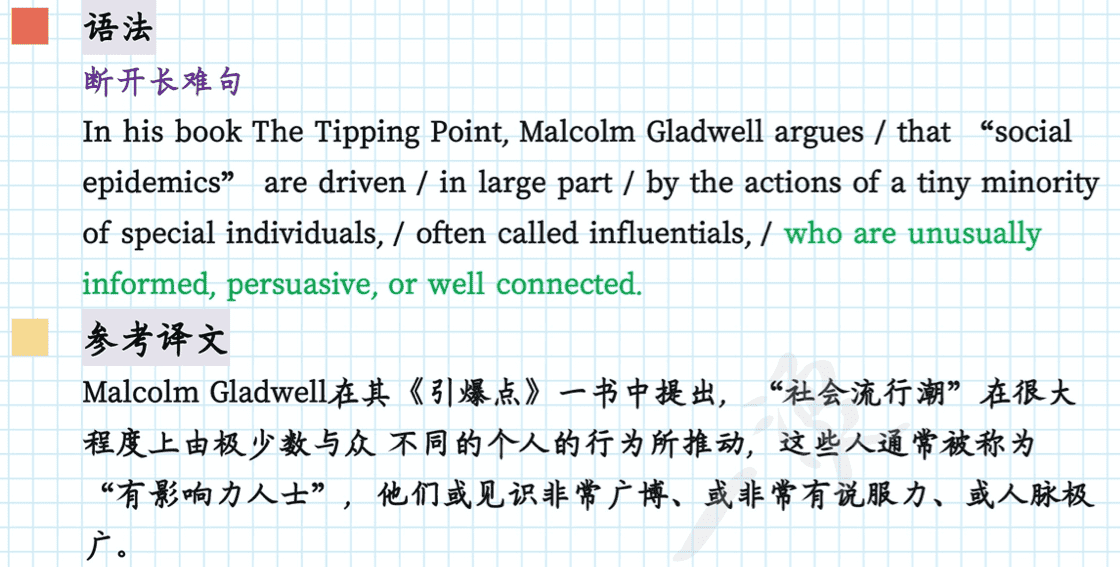 语法
断开长难句
In his book The Tipping Point, Malcolm Gladwell argues / that “social
epidemics” are driven / in large part / by the actions of a tiny minority
of special individuals, / often called influentials, / who are unusually
informed, persuasive, or well connected.
参考译文
Malcolm Gladwell在其《引爆点》一书中提出，“社会流行潮”在很大
程度上由极少数与众 不同的个人的行为所推动，这些人通常被称为
“有影响力人士”，他们或见识非常广博、或非常有说服力、或人脉极
广。